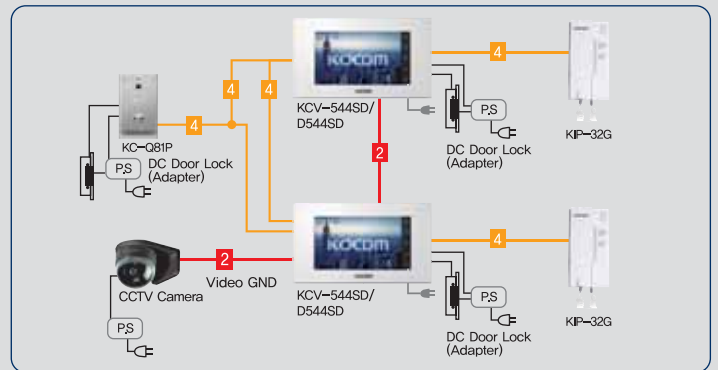 4
4
4
4
KC-Q81P
P.S
DC Door Lock
(Adapter)
KOCOM
KCV-544SD/
D544SD
P.S
DC Door Lock
(Adapter)
4
KIP-32G
2
2
Video GND
CCTV Camera
P.S
KOCOM
KCV-544SD/
D544SD
P.S
DC Door Lock
(Adapter)
KIP-32G